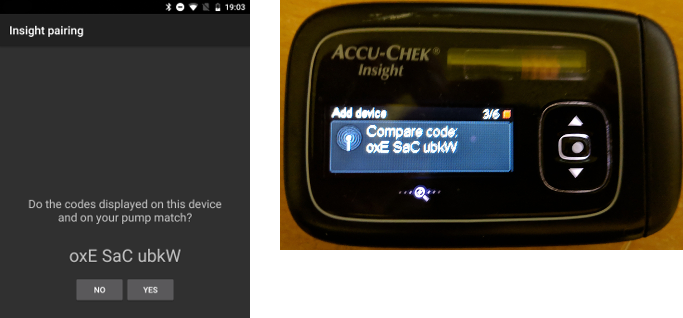 19:03
Insight pairing
Do the codes displayed on this device
and on your pump match?
oxE SaC ubkW
NO
YES
ACCU-CHEK®
Insight
Add device 3/6
Compare code:
oxE SaC ubkW